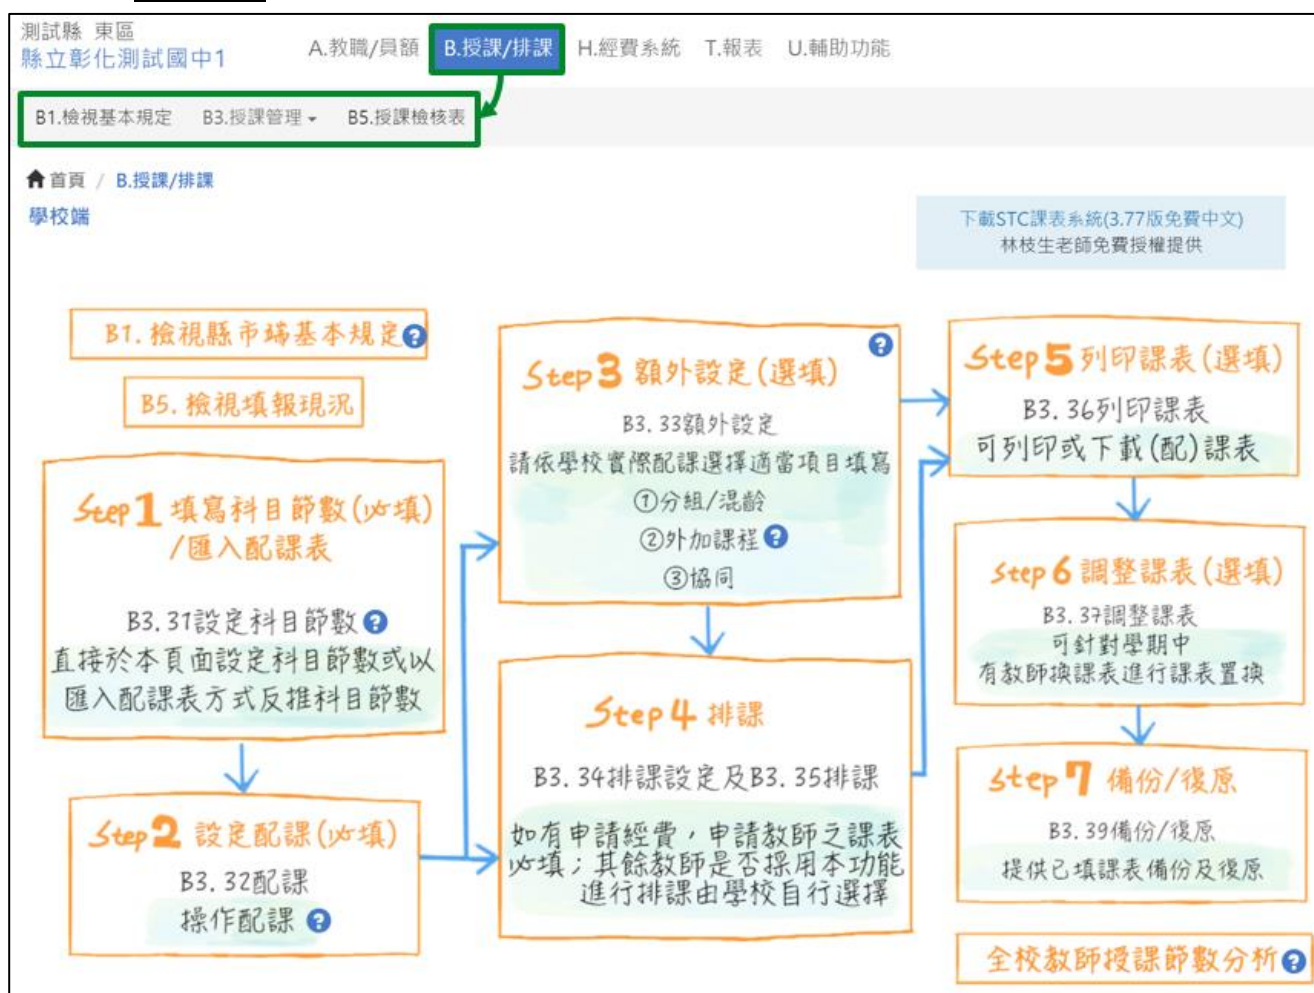 測試縣 東區
縣立彰化測試國中1
A.教職/員額 B.授課/排課 H.經費系統 T.報表 U.輔助功能
B1.檢視基本規定 B3.授課管理 B5.授課檢核表
首頁 / B.授課/排課
學校端
下載STC課表系統(3.77版免費中文)
林枝生老師免費授權提供
B1.檢視縣市端基本規定?
B5.檢視填報現況
Step1 填寫科目節數(必填)
/匯入配課表
B3.31設定科目節數?
直接於本頁面設定科目節數或以
匯入配課表方式反推科目節數
Step2 設定配課(必填)
B3.32配課
操作配課?
?
Step3 額外設定(選填)
B3.33額外設定
請依學校實際配課選擇適當項目填寫
①分組/混齡
②外加課程?
③協同
Step4 排課
B3.34排課設定及B3.35排課
如有申請經費,申請教師之課表
必填;其餘教師是否採用本功能
進行排課由學校自行選擇
Step5 列印課表(選填)
B3.36列印課表
可列印或下載(配)課表
Step6 調整課表(選填)
B3.37調整課表
可針對學期中
有教師換課表進行課表置換
Step7 備份/復原
B3.39備份/復原
提供已填課表備份及復原
全校教師授課節數分析?